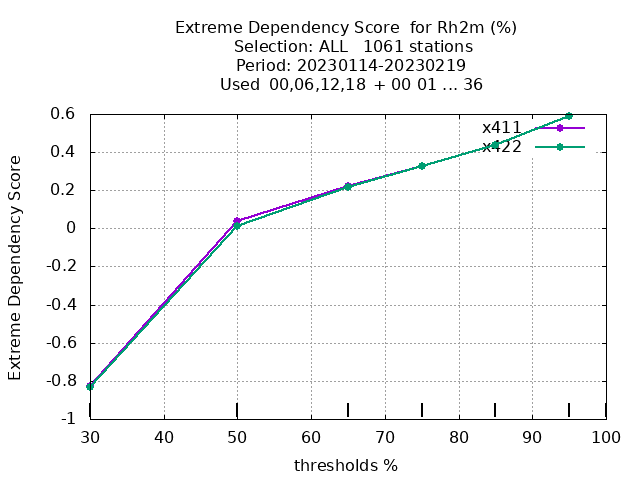 Extreme Dependency Score  for Rh2m (%)
Selection: ALL   1061 stations
Period: 20230114-20230219
Used  00,06,12,18  + 00 01 ... 36
0.6
0.4
0.2
0
-0.2
-0.4
-0.6
-0.8
-1
Extreme Dependency Score
x411
x422
30 40 50 60 70 80 90 100
thresholds %